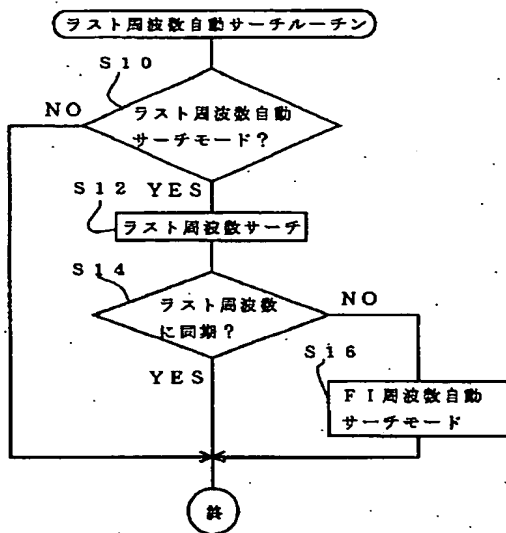 ラスト周波数自動サーチルーチン
S10
NO
ラスト周波数自動
サーチモード?
S12
YES
ラスト周波数サーチ
S14
ラスト周波数
に同期?
NO
YES
S16
FI周波数自動
サーチモード
終